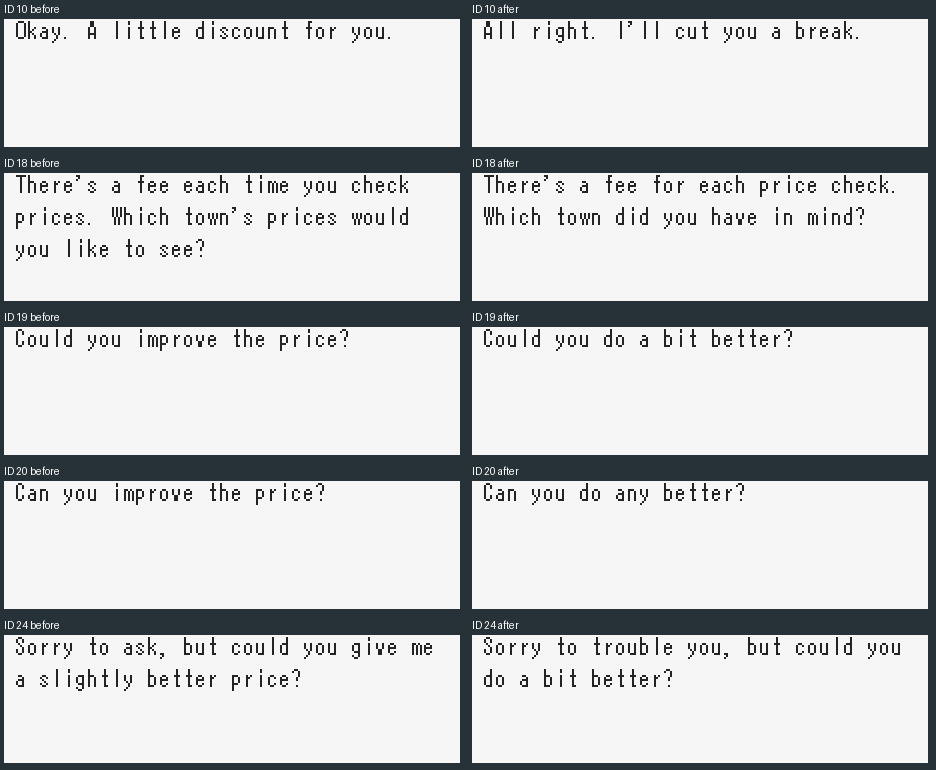 ID 10 before
Okay. A little discount for you.
ID 10 after
All right. I'll cut you a break.
ID 18 before
There's a fee each time you check
prices. Which town's prices would
you like to see?
ID 18 after
There's a fee for each price check.
Which town did you have in mind?
ID 19 before
Could you improve the price?
ID 19 after
Could you do a bit better?
ID 20 before
Can you improve the price?
ID 20 after
Can you do any better?
ID 24 before
Sorry to ask, but could you give me
a slightly better price?
ID 24 after
Sorry to trouble you, but could you
do a bit better?